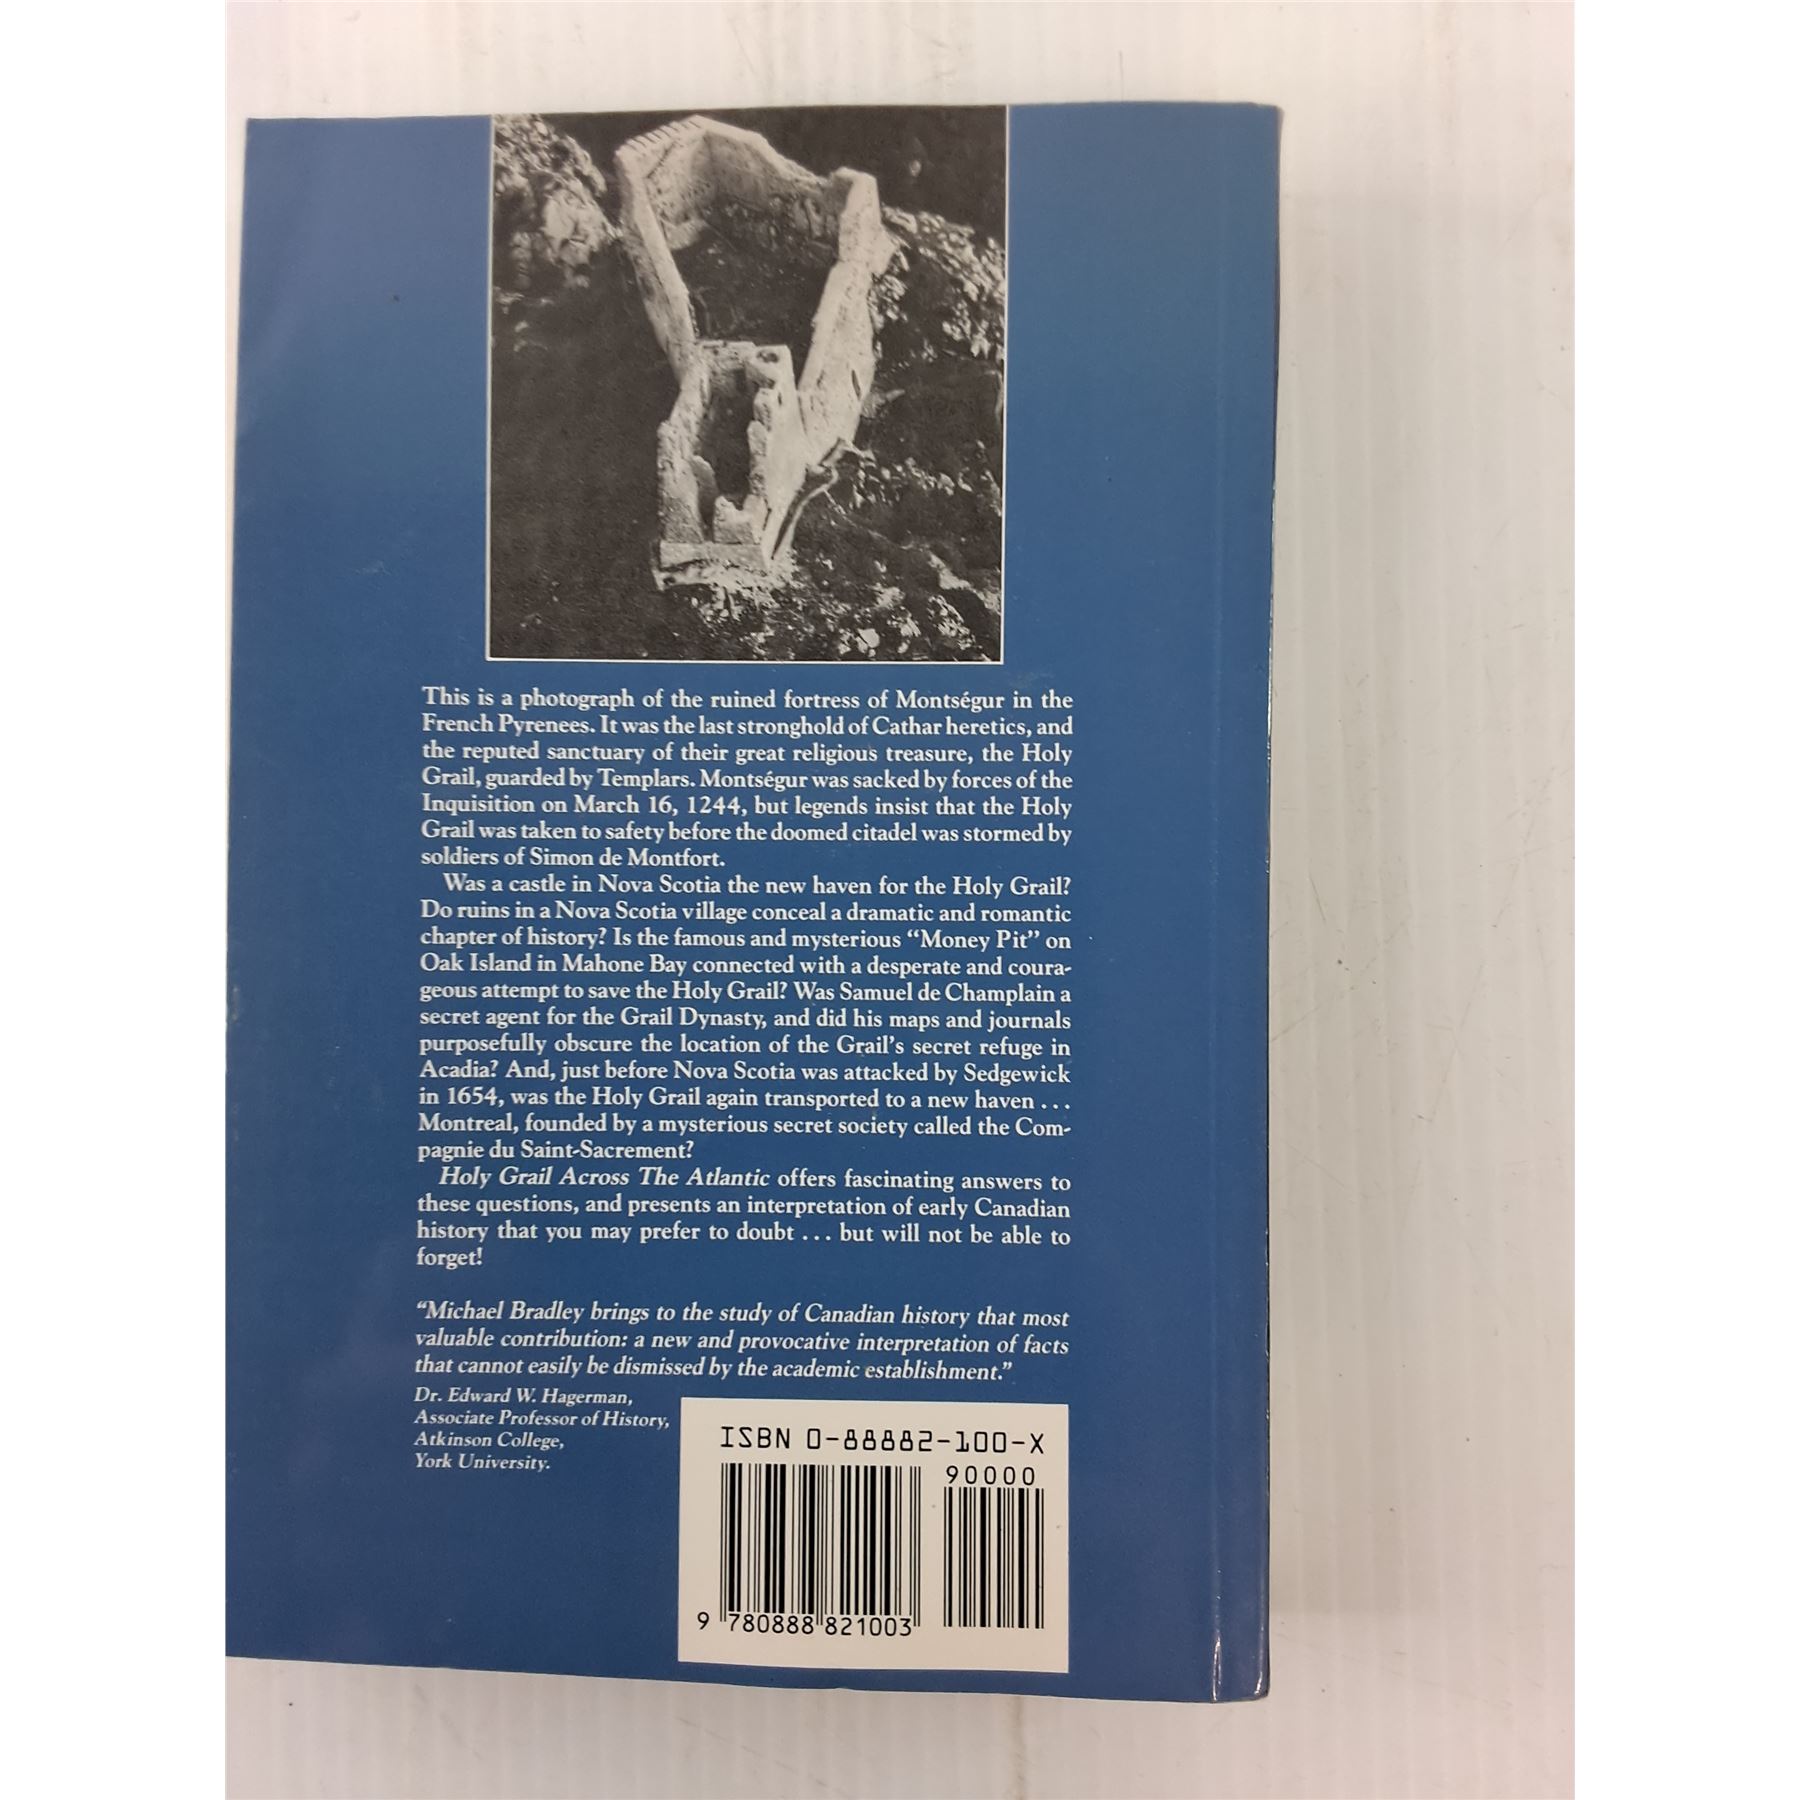 This is a photograph of the ruined fortress of Montségur in the
French Pyrenees. It was the last stronghold of Cathar heretics, and
the reputed sanctuary of their great religious treasure, the Holy
Grail, guarded by Templars. Montségur was sacked by forces of the
Inquisition on March 16, 1244, but legends insist that the Holy
Grail was taken to safety before the doomed citadel was stormed by
soldiers of Simon de Montfort.
Was a castle in Nova Scotia the new haven for the Holy Grail?
Do ruins in a Nova Scotia village conceal a dramatic and romantic
chapter of history? Is the famous and mysterious “Money Pit” on
Oak Island in Mahone Bay connected with a desperate and coura-
geous attempt to save the Holy Grail? Was Samuel de Champlain a
secret agent for the Grail Dynasty, and did his maps and journals
purposefully obscure the location of the Grail’s secret refuge in
Acadia? And, just before Nova Scotia was attacked by Sedgewick
in 1654, was the Holy Grail again transported to a new haven . . .
Montreal, founded by a mysterious secret society called the Com-
pagnie du Saint-Sacrement?
Holy Grail Across The Atlantic offers fascinating answers to
these questions, and presents an interpretation of early Canadian
history that you may prefer to doubt . . . but will not be able to
forget!
“Michael Bradley brings to the study of Canadian history that most
valuable contribution: a new and provocative interpretation of facts
that cannot easily be dismissed by the academic establishment.”
Dr. Edward W. Hagerman,
Associate Professor of History,
Atkinson College,
York University.
ISBN 0-88882-100-X
90000
9 780888 821003